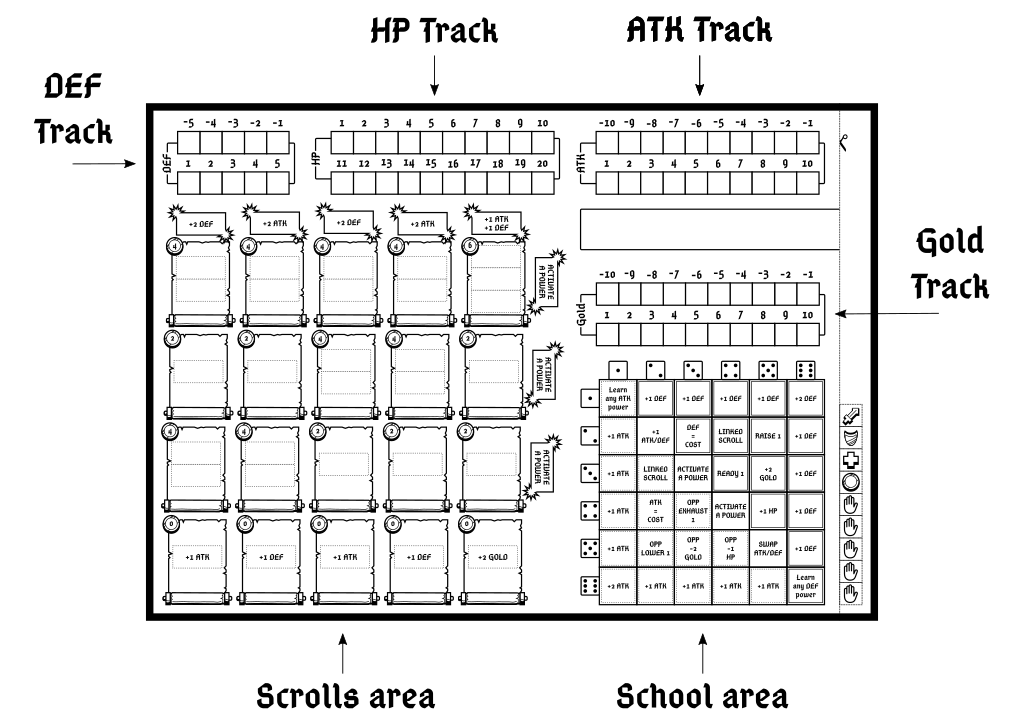 HP Track
ATK Track
DEF
Track
-5 -4 -3 -2 -1
DEF
1 2 3 4 5
1 2 3 4 5 6 7 8 9 10
HP
11 12 13 14 15 16 17 18 19 20
-10 -9 -8 -7 -6 -5 -4 -3 -2 -1
ATK
1 2 3 4 5 6 7 8 9 10
+2 DEF
+2 ATK
+2 DEF
+2 ATK
+1 ATK
+1 DEF
4 4 4 4 6
ACTIVATE
A POWER
2 2 4 4 2
ACTIVATE
A POWER
4 4 2 2 2
ACTIVATE
A POWER
0 0 0 0 0
+1 ATK
+1 DEF
+1 ATK
+1 DEF
+2 GOLD
Gold
Track
-10 -9 -8 -7 -6 -5 -4 -3 -2 -1
Gold
1 2 3 4 5 6 7 8 9 10
Learn
any ATK
power
+1 DEF
+1 DEF
+1 DEF
+1 DEF
+2 DEF
+1 ATK
+1
ATK/DEF
DEF
=
COST
LINKED
SCROLL
RAISE 1
+1 DEF
+1 ATK
LINKED
SCROLL
ACTIVATE
A POWER
READY 1
+2
GOLD
+1 DEF
+1 ATK
ATK
=
COST
OPP
EXHAUST
1
ACTIVATE
A POWER
+1 HP
+1 DEF
+1 ATK
OPP
LOWER 1
OPP
-2
GOLD
OPP
-1
HP
SWAP
ATK/DEF
+1 DEF
+2 ATK
+1 ATK
+1 ATK
+1 ATK
+1 ATK
Learn
any DEF
power
Scrolls area
School area